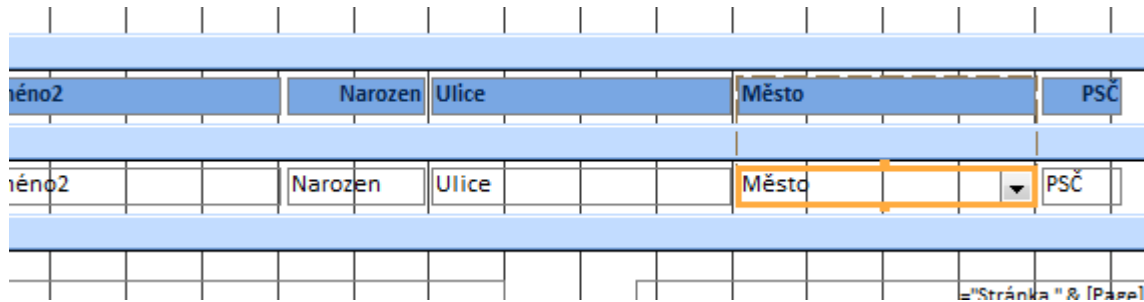 méno2 Narozen Ulice Město PSČ
méno2 Narozen Ulice Město PSČ
="Stránka " & [Page]